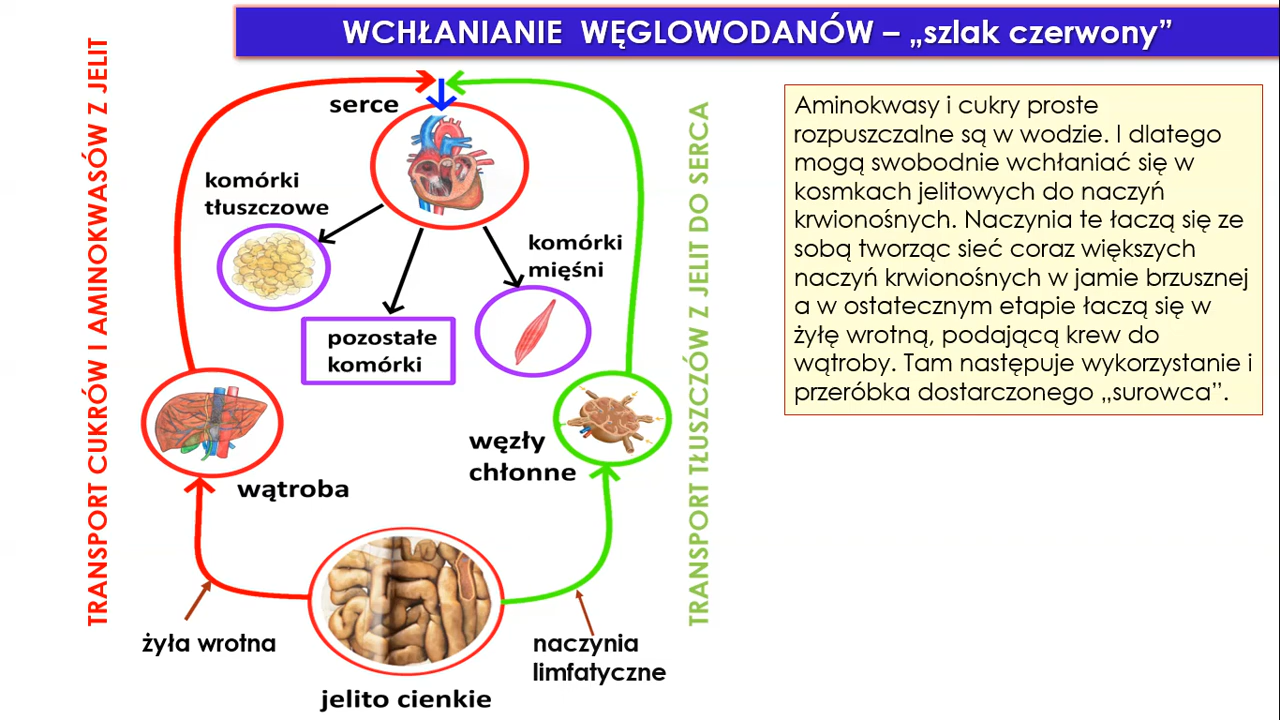 WCHŁANIANIE WĘGLOWODANÓW – „szlak czerwony”
TRANSPORT CUKRÓW I AMINOKWASÓW Z JELIT
serce
komórki
tłuszczowe
komórki
mięśni
pozostałe
komórki
węzły
chłonne
wątroba
żyła wrotna
naczynia
limfatyczne
jelito cienkie
TRANSPORT TŁUSZCZÓW Z JELIT DO SERCA
Aminokwasy i cukry proste
rozpuszczalne są w wodzie. I dlatego
mogą swobodnie wchłaniać się w
kosmkach jelitowych do naczyń
krwionośnych. Naczynia te łaczą się ze
sobą tworząc sieć coraz większych
naczyń krwionośnych w jamie brzusznej
a w ostatecznym etapie łaczą się w
żyłę wrotną, podającą krew do
wątroby. Tam następuje wykorzystanie i
przeróbka dostarczonego „surowca”.